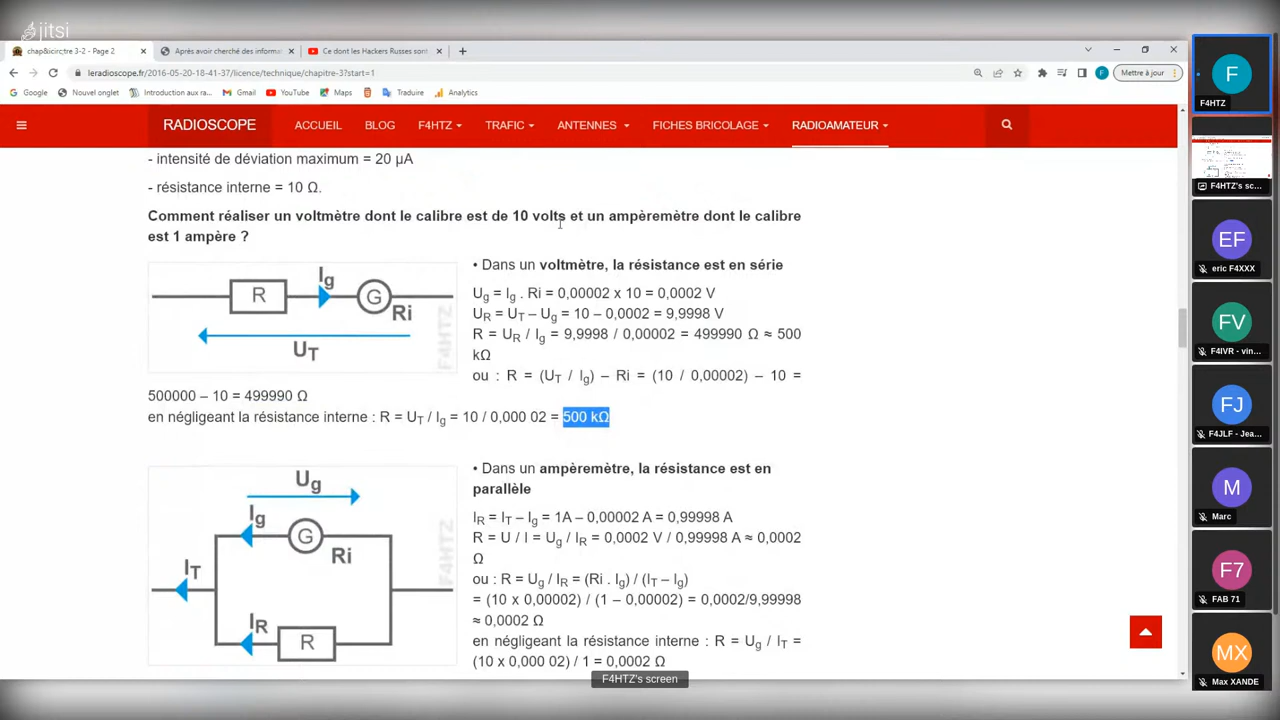 jitsi
chap&icirc;tre 3-2 - Page 2
Après avoir cherché des informat
Ce dont les Hackers Russes sont
leradioscope.fr/2016-05-20-18-41-37/licence/technique/chapitre-3?start=1
F
Mettre à jour
Google
Nouvel onglet
Introduction aux ra...
Gmail
YouTube
Maps
Traduire
Analytics
RADIOSCOPE
ACCUEIL
BLOG
F4HTZ
TRAFIC
ANTENNES
FICHES BRICOLAGE
RADIOAMATEUR
- intensité de déviation maximum = 20 µA
- résistance interne = 10 Ω.
Comment réaliser un voltmètre dont le calibre est de 10 volts et un ampèremètre dont le calibre
est 1 ampère ?
R
Ig
G
Ri
UT
F4HTZ
• Dans un voltmètre, la résistance est en série
Ug = Ig . Ri = 0,00002 x 10 = 0,0002 V
UR = UT – Ug = 10 – 0,0002 = 9,9998 V
R = UR / Ig = 9,9998 / 0,00002 = 499990 Ω ≈ 500
kΩ
ou : R = (UT / Ig) – Ri = (10 / 0,00002) – 10 =
500000 – 10 = 499990 Ω
en négligeant la résistance interne : R = UT / Ig = 10 / 0,000 02 = 500 kΩ
Ug
Ig
G
Ri
IT
IR
R
F4HTZ
• Dans un ampèremètre, la résistance est en
parallèle
IR = IT – Ig = 1A – 0,00002 A = 0,99998 A
R = U / I = Ug / IR = 0,0002 V / 0,99998 A ≈ 0,0002
Ω
ou : R = Ug / IR = (Ri . Ig) / (IT – Ig)
= (10 x 0,00002) / (1 – 0,00002) = 0,0002/9,99998
≈ 0,0002 Ω
en négligeant la résistance interne : R = Ug / IT =
(10 x 0,000 02) / 1 = 0,0002 Ω
F4HTZ's screen
F
F4HTZ
F4HTZ's sc...
EF
eric F4XXX
FV
F4IVR - vin...
FJ
F4JLF - Jea...
M
Marc
F7
FAB 71
MX
Max XANDE